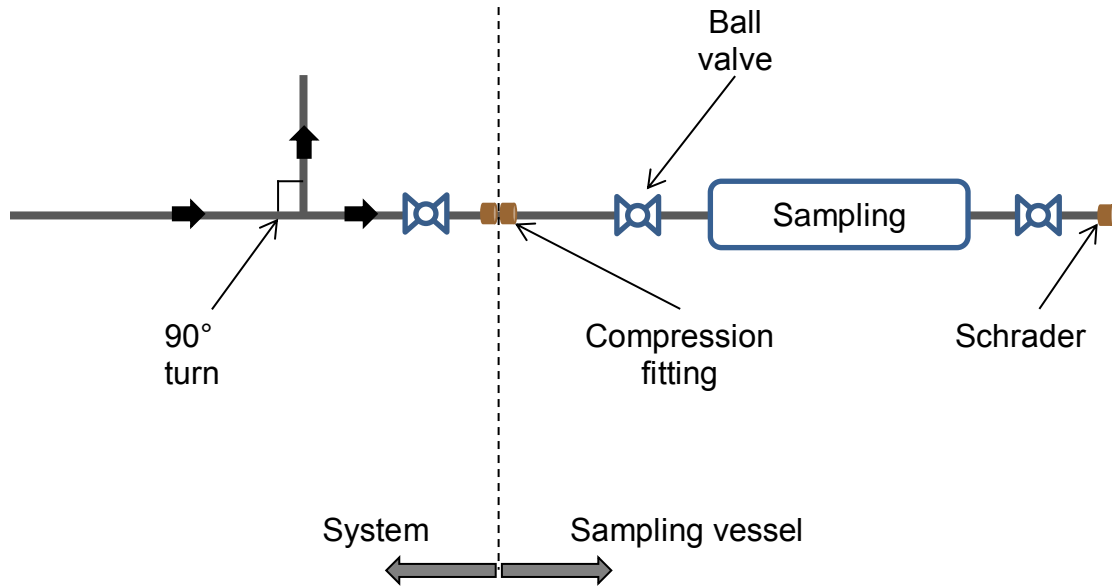 Ball
valve
Sampling
90°
turn
Compression
fitting
Schrader
System
Sampling vessel